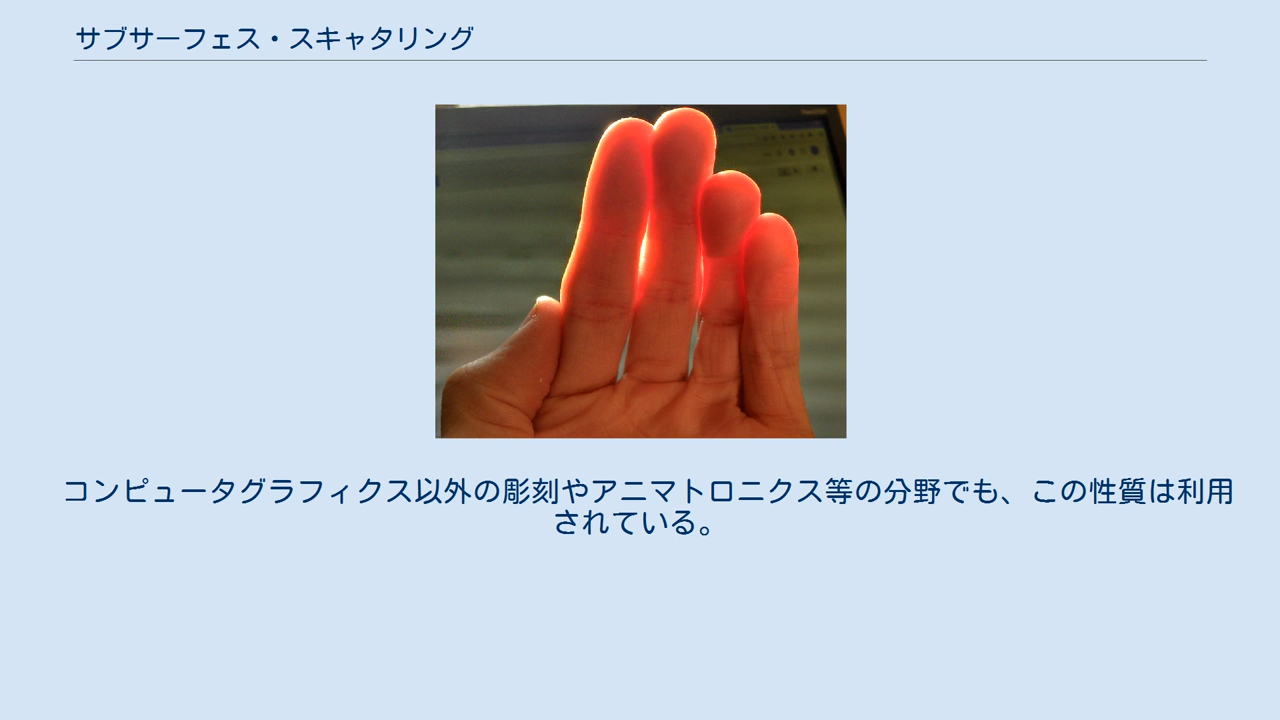 サブサーフェス・スキャタリング
コンピュータグラフィクス以外の彫刻やアニマトロニクス等の分野でも、この性質は利用
されている。